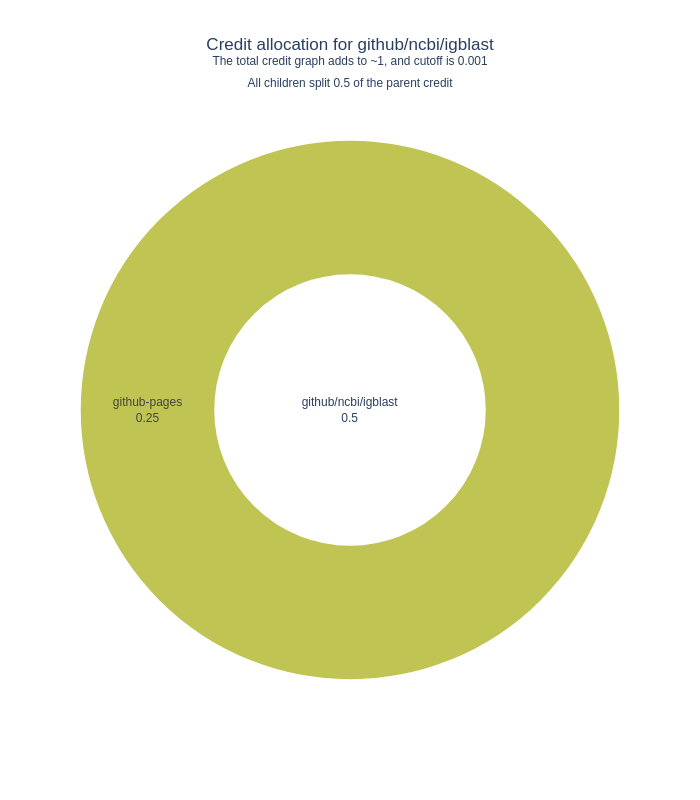 Credit allocation for github/ncbi/igblast
The total credit graph adds to ~1, and cutoff is 0.001
All children split 0.5 of the parent credit
github-pages
0.25
github/ncbi/igblast
0.5